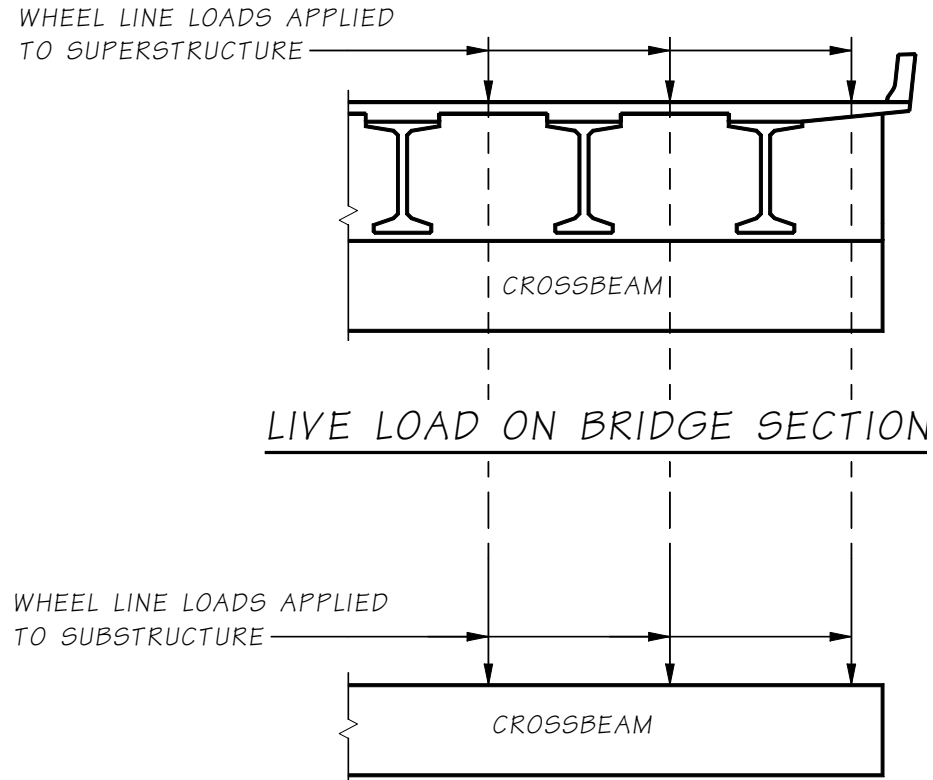 WHEEL LINE LOADS APPLIED
TO SUPERSTRUCTURE
CROSSBEAM
LIVE LOAD ON BRIDGE SECTION
WHEEL LINE LOADS APPLIED
TO SUBSTRUCTURE
CROSSBEAM